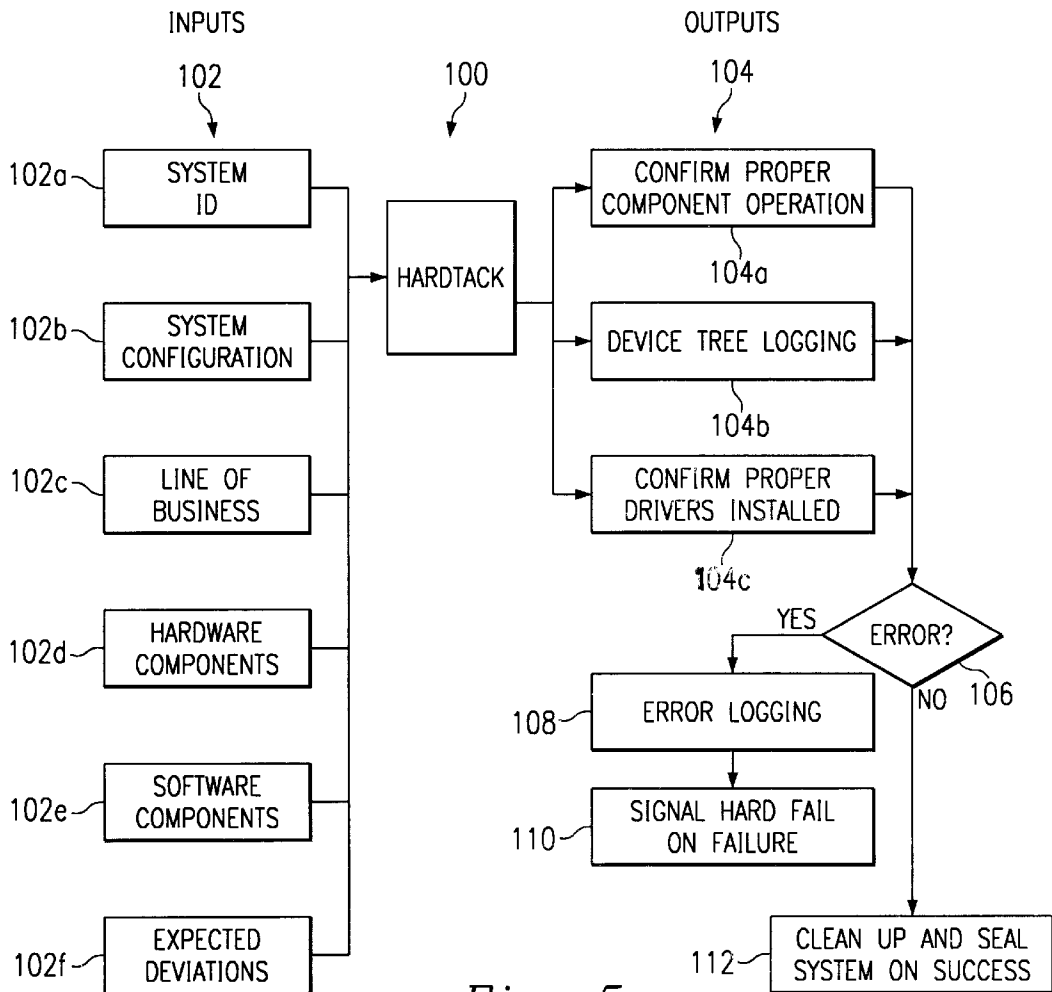 INPUTS
OUTPUTS
102
100
104
102a
SYSTEM
ID
CONFIRM PROPER
COMPONENT OPERATION
104a
HARDTACK
102b
SYSTEM
CONFIGURATION
DEVICE TREE LOGGING
104b
102c
LINE OF
BUSINESS
CONFIRM PROPER
DRIVERS INSTALLED
104c
102d
HARDWARE
COMPONENTS
YES
ERROR?
106
NO
108
ERROR LOGGING
102e
SOFTWARE
COMPONENTS
110
SIGNAL HARD FAIL
ON FAILURE
102f
EXPECTED
DEVIATIONS
112
CLEAN UP AND SEAL
SYSTEM ON SUCCESS